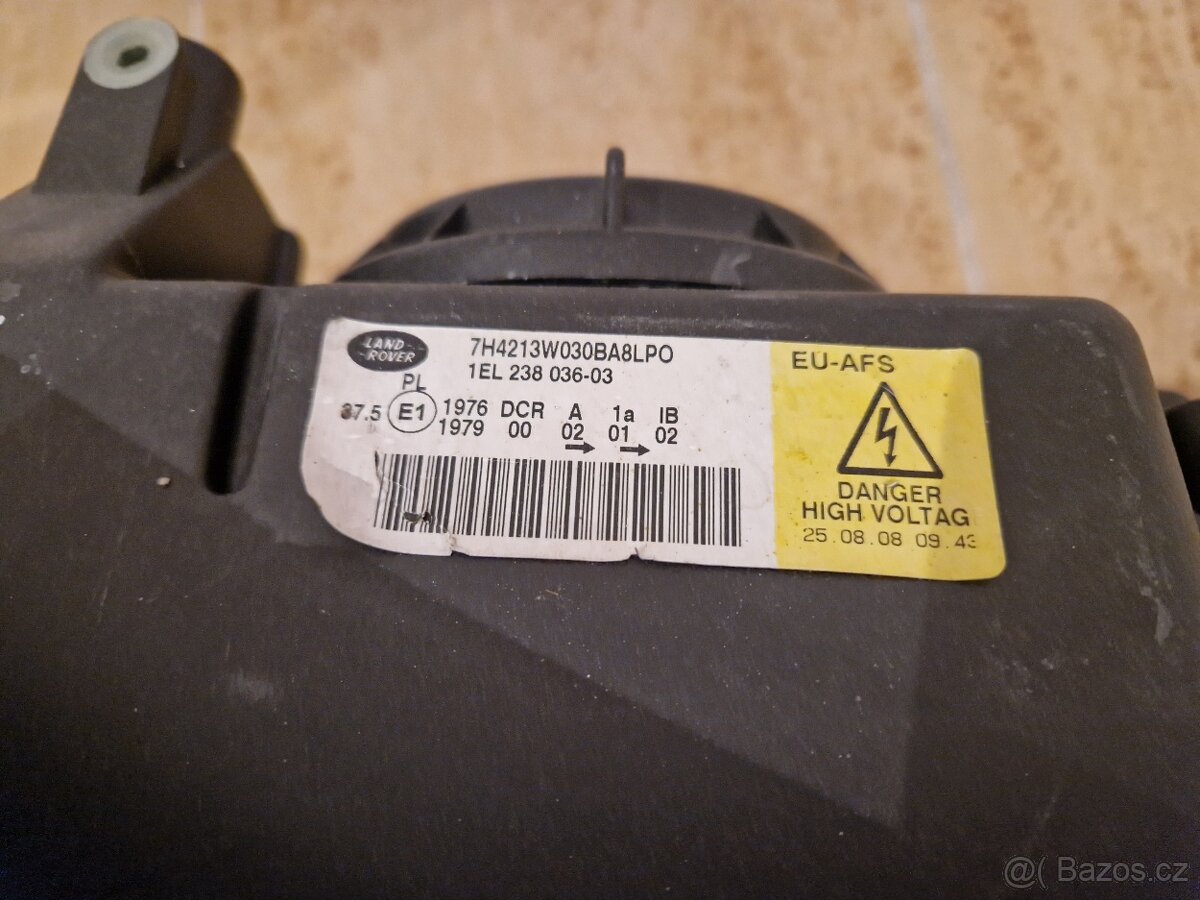 LAND
ROVER
7H4213W030BA8LPO
1EL 238 036-03
PL
37.5 E1 1976 DCR A 1a IB
1979 00 02 01 02
EU-AFS
DANGER
HIGH VOLTAG
25.08.08 09.43
@( Bazos.cz